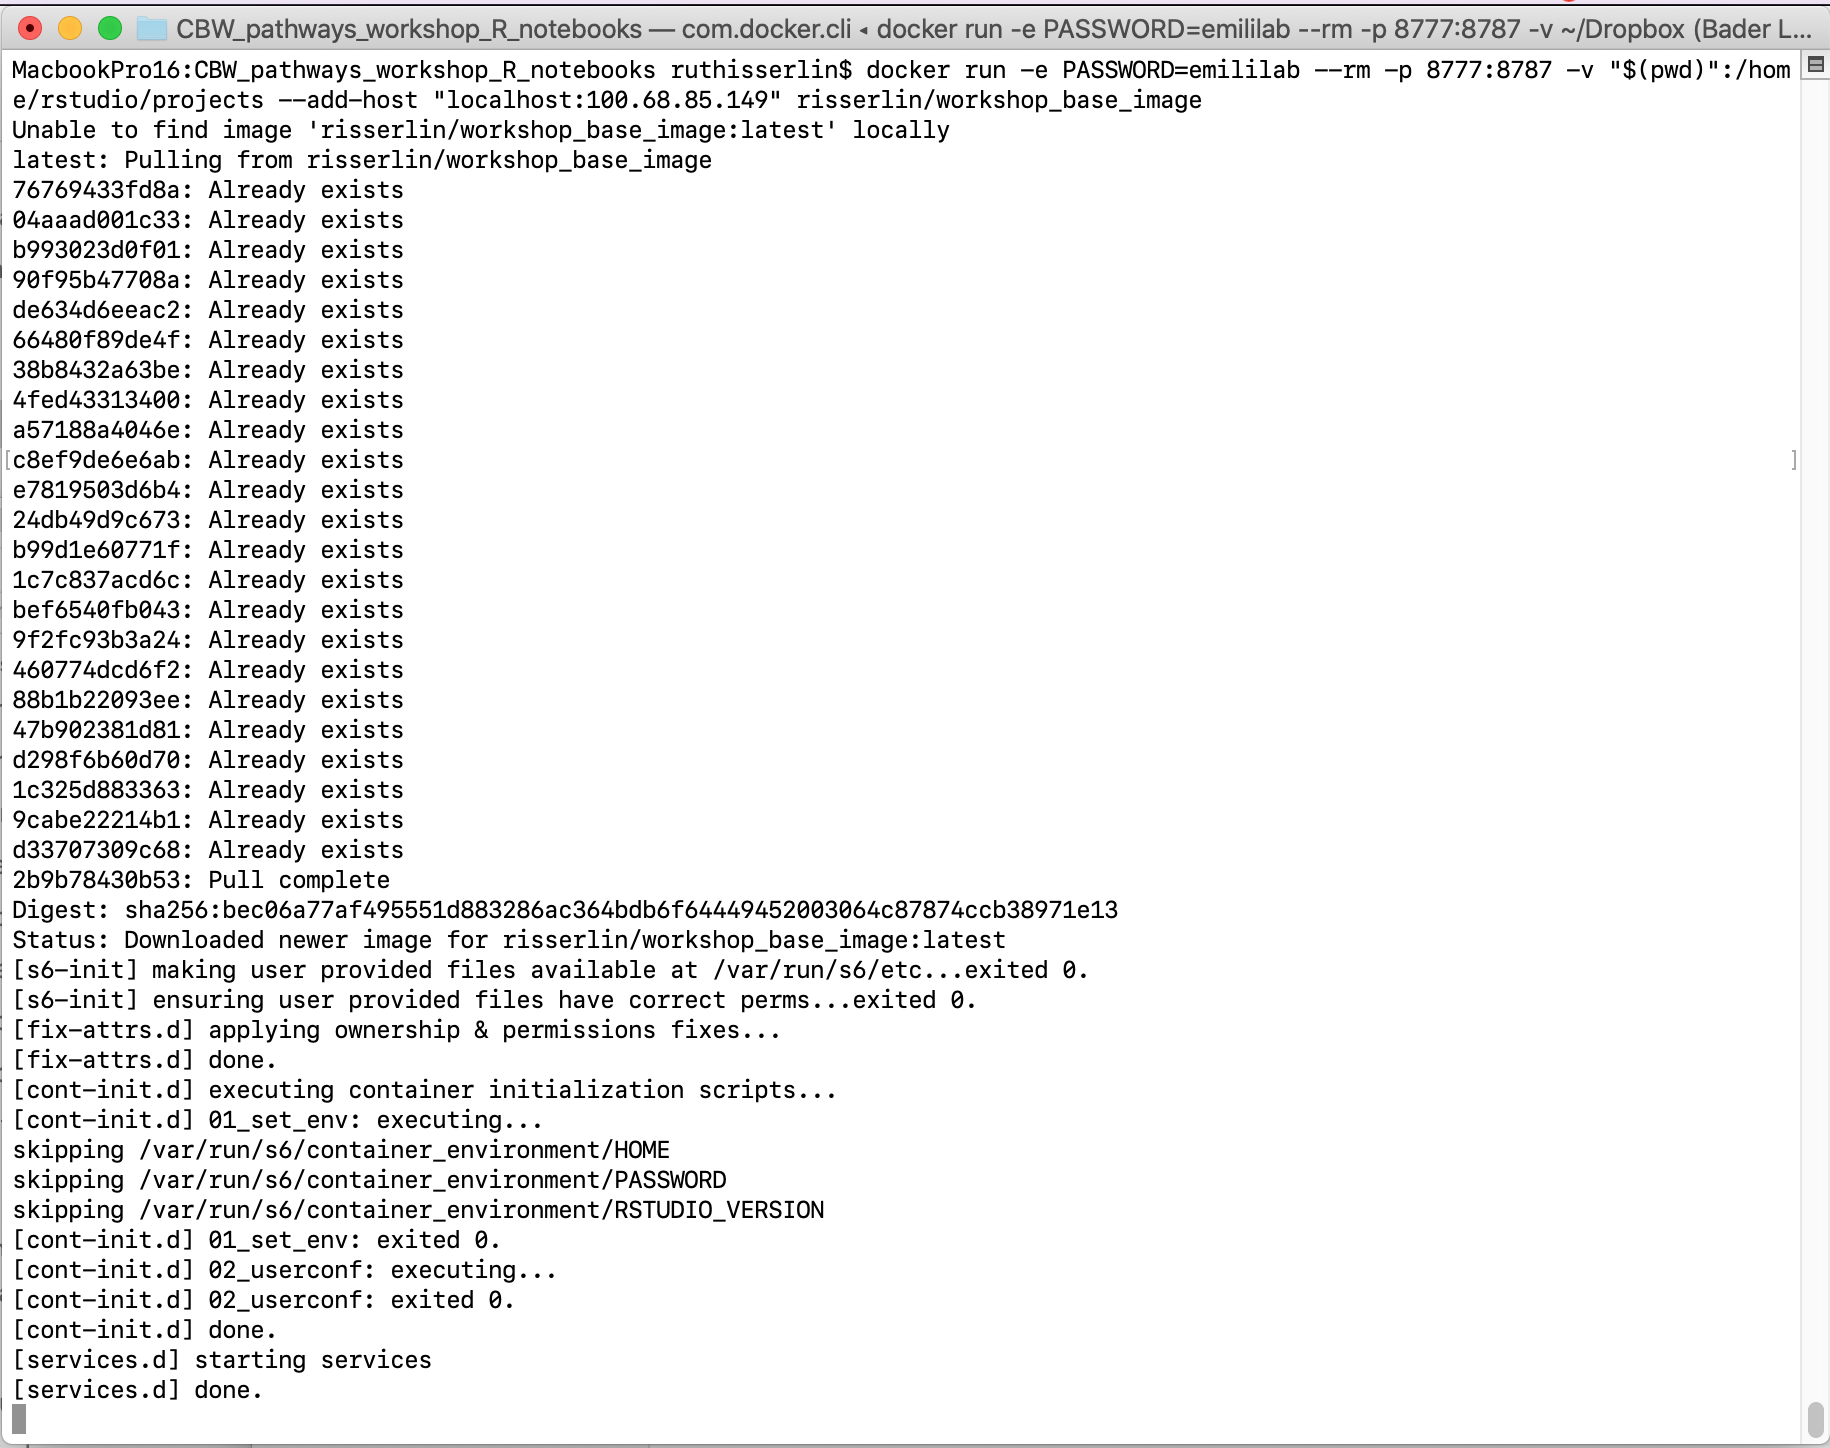 CBW_pathways_workshop_R_notebooks — com.docker.cli ◂ docker run -e PASSWORD=emililab --rm -p 8777:8787 -v ~/Dropbox (Bader L...
MacbookPro16:CBW_pathways_workshop_R_notebooks ruthisserlin$ docker run -e PASSWORD=emililab --rm -p 8777:8787 -v "$(pwd)":/hom
e/rstudio/projects --add-host "localhost:100.68.85.149" risserlin/workshop_base_image
Unable to find image 'risserlin/workshop_base_image:latest' locally
latest: Pulling from risserlin/workshop_base_image
76769433fd8a: Already exists
04aaad001c33: Already exists
b993023d0f01: Already exists
90f95b47708a: Already exists
de634d6eeac2: Already exists
66480f89de4f: Already exists
38b8432a63be: Already exists
4fed43313400: Already exists
a57188a4046e: Already exists
[c8ef9de6e6ab: Already exists ]
e7819503d6b4: Already exists
24db49d9c673: Already exists
b99d1e60771f: Already exists
1c7c837acd6c: Already exists
bef6540fb043: Already exists
9f2fc93b3a24: Already exists
460774dcd6f2: Already exists
88b1b22093ee: Already exists
47b902381d81: Already exists
d298f6b60d70: Already exists
1c325d883363: Already exists
9cabe22214b1: Already exists
d33707309c68: Already exists
2b9b78430b53: Pull complete
Digest: sha256:bec06a77af495551d883286ac364bdb6f64449452003064c87874ccb38971e13
Status: Downloaded newer image for risserlin/workshop_base_image:latest
[s6-init] making user provided files available at /var/run/s6/etc...exited 0.
[s6-init] ensuring user provided files have correct perms...exited 0.
[fix-attrs.d] applying ownership & permissions fixes...
[fix-attrs.d] done.
[cont-init.d] executing container initialization scripts...
[cont-init.d] 01_set_env: executing...
skipping /var/run/s6/container_environment/HOME
skipping /var/run/s6/container_environment/PASSWORD
skipping /var/run/s6/container_environment/RSTUDIO_VERSION
[cont-init.d] 01_set_env: exited 0.
[cont-init.d] 02_userconf: executing...
[cont-init.d] 02_userconf: exited 0.
[cont-init.d] done.
[services.d] starting services
[services.d] done.